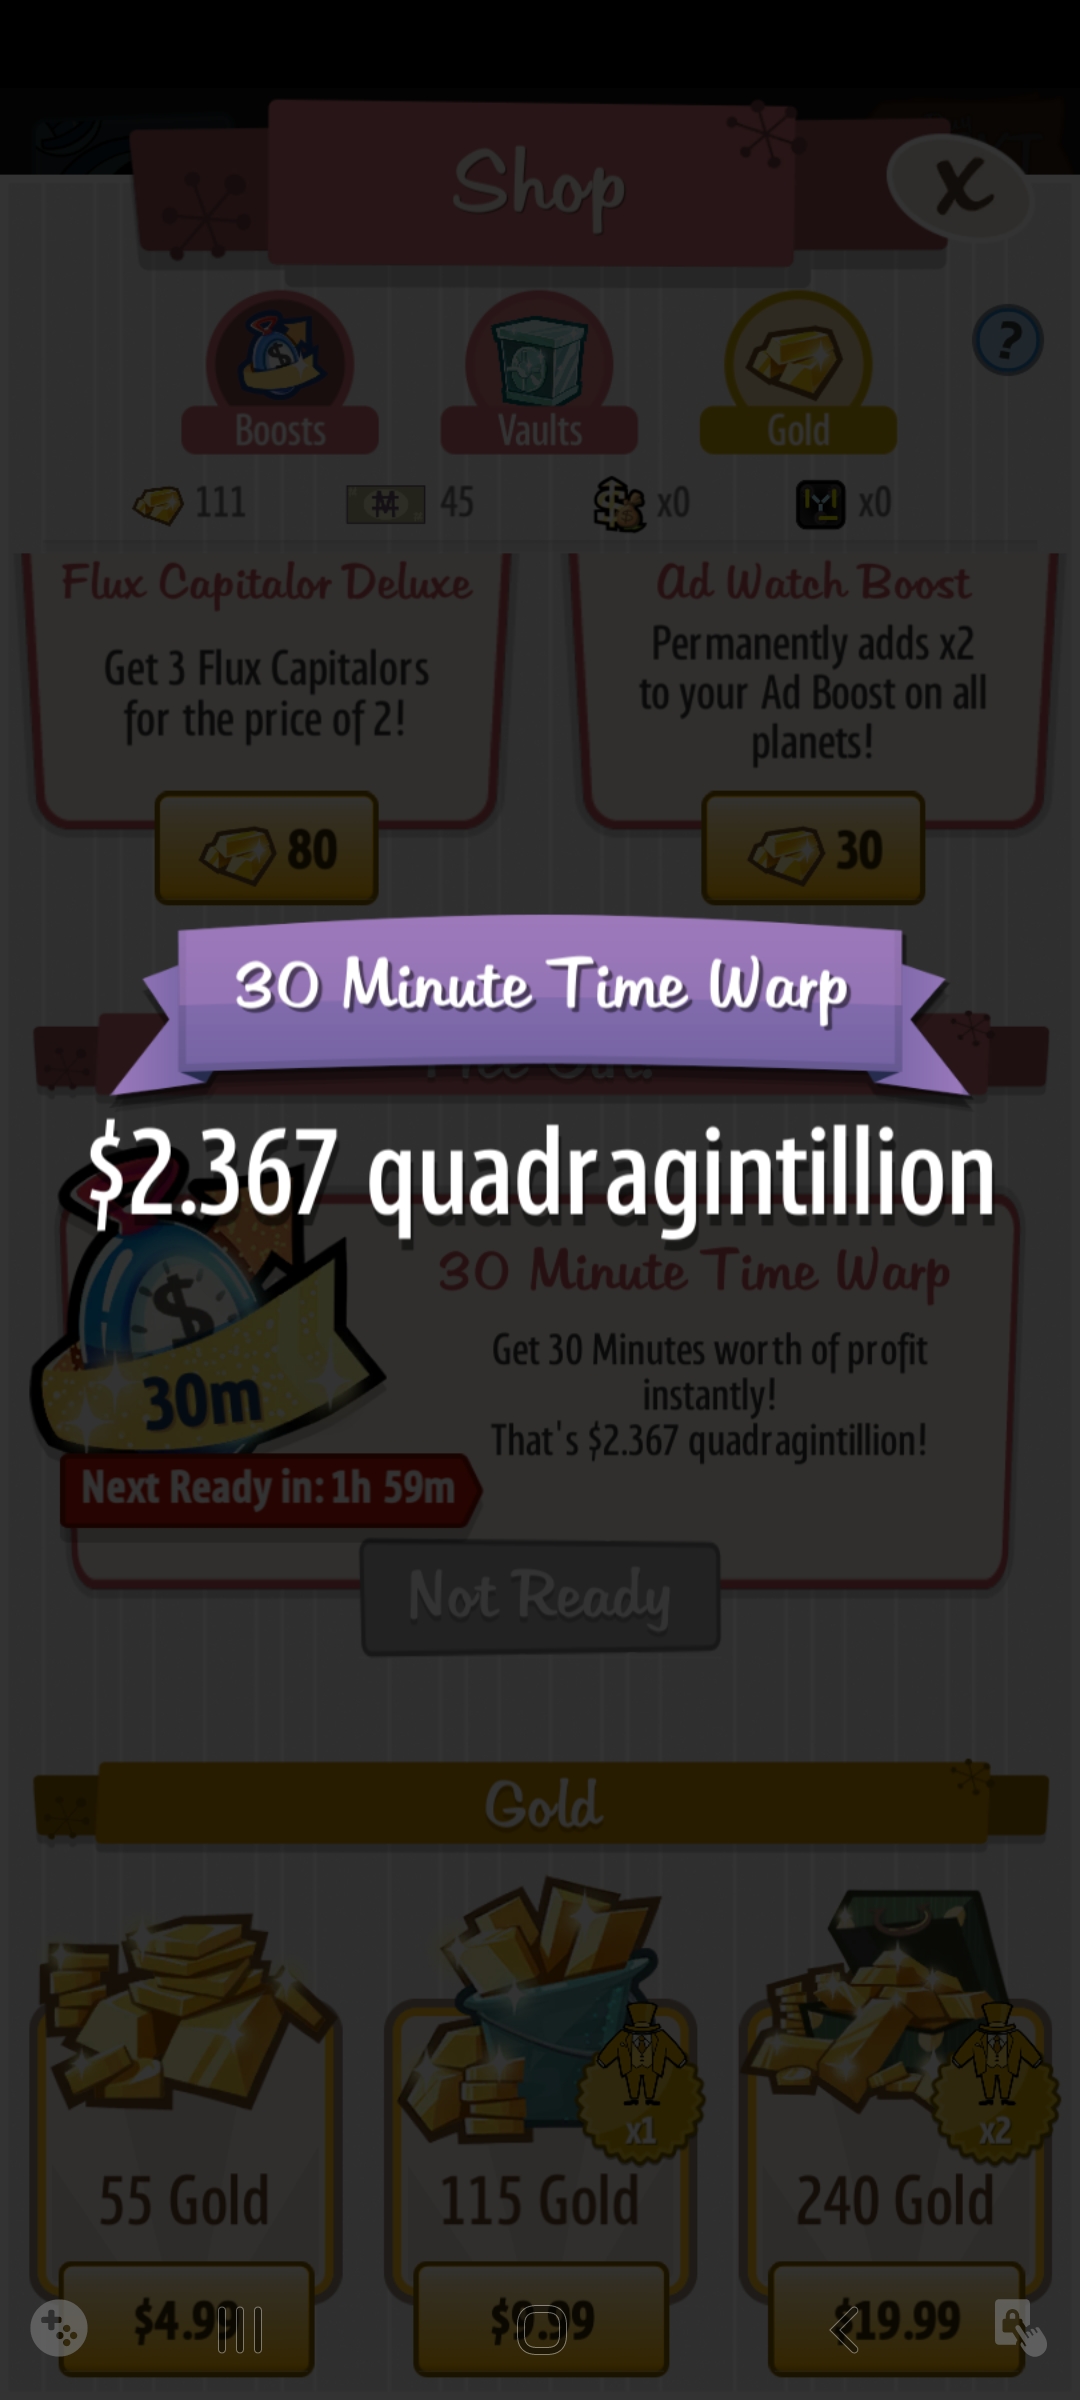 Shop
X
?
Boosts
Vaults
Gold
111
45
x0
x0
Flux Capitalor Deluxe
Get 3 Flux Capitalors
for the price of 2!
80
Ad Watch Boost
Permanently adds x2
to your Ad Boost on all
planets!
30
30 Minute Time Warp
$2.367 quadragintillion
30m
30 Minute Time Warp
Get 30 Minutes worth of profit
instantly!
That's $2.367 quadragintillion!
Next Ready in: 1h 59m
Not Ready
Gold
x1
x2
55 Gold
115 Gold
240 Gold
$4.99
$9.99
$19.99